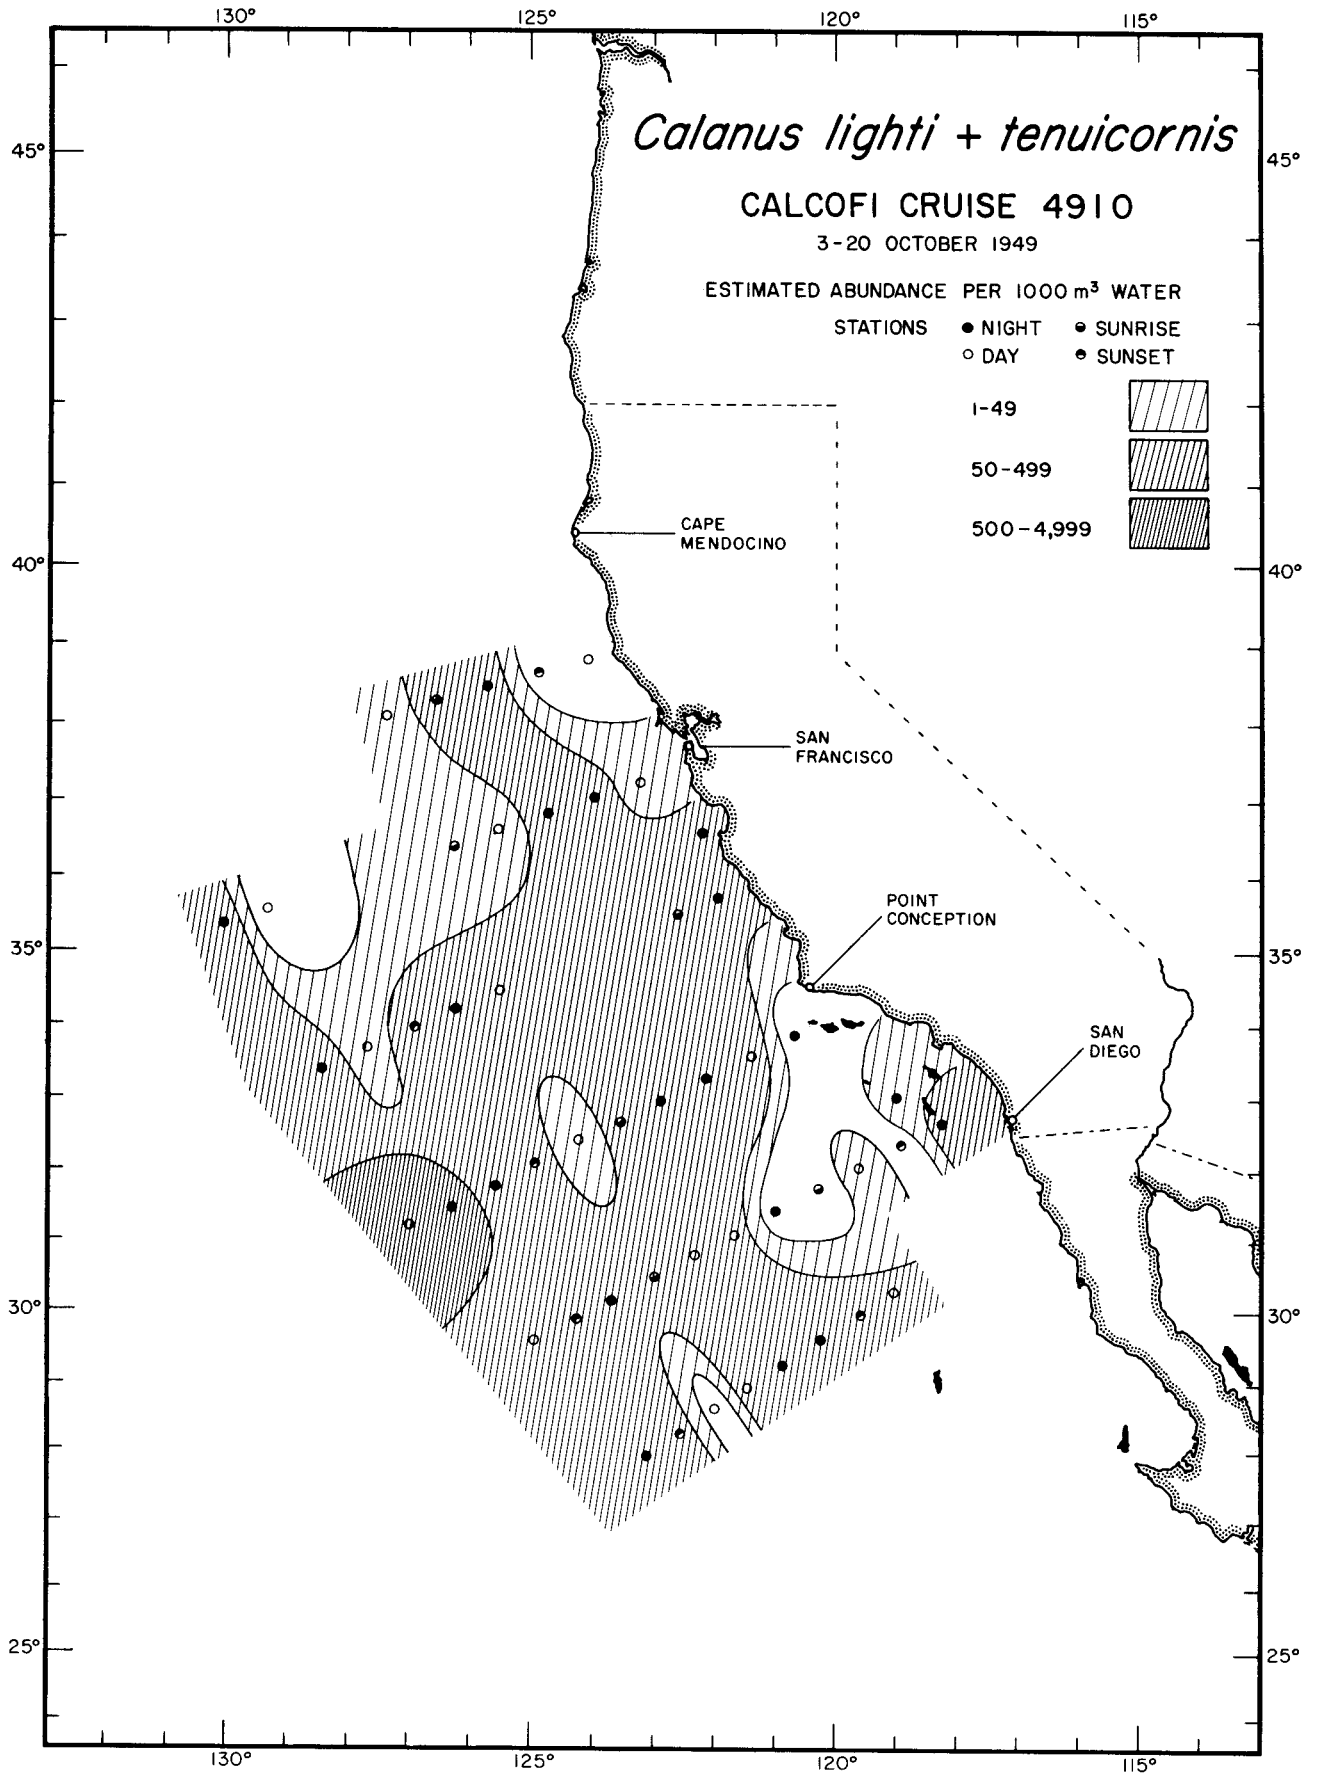 130° 125° 120° 115°
Calanus lighti + tenuicornis
45° 45°
CALCOFI CRUISE 4910
3-20 OCTOBER 1949
ESTIMATED ABUNDANCE PER 1000 m³ WATER
STATIONS ● NIGHT SUNRISE
○ DAY SUNSET
1-49
50-499
500-4,999
CAPE
MENDOCINO
40° 40°
SAN
FRANCISCO
POINT
CONCEPTION
35° 35°
SAN
DIEGO
30° 30°
25° 25°
130° 125° 120° 115°